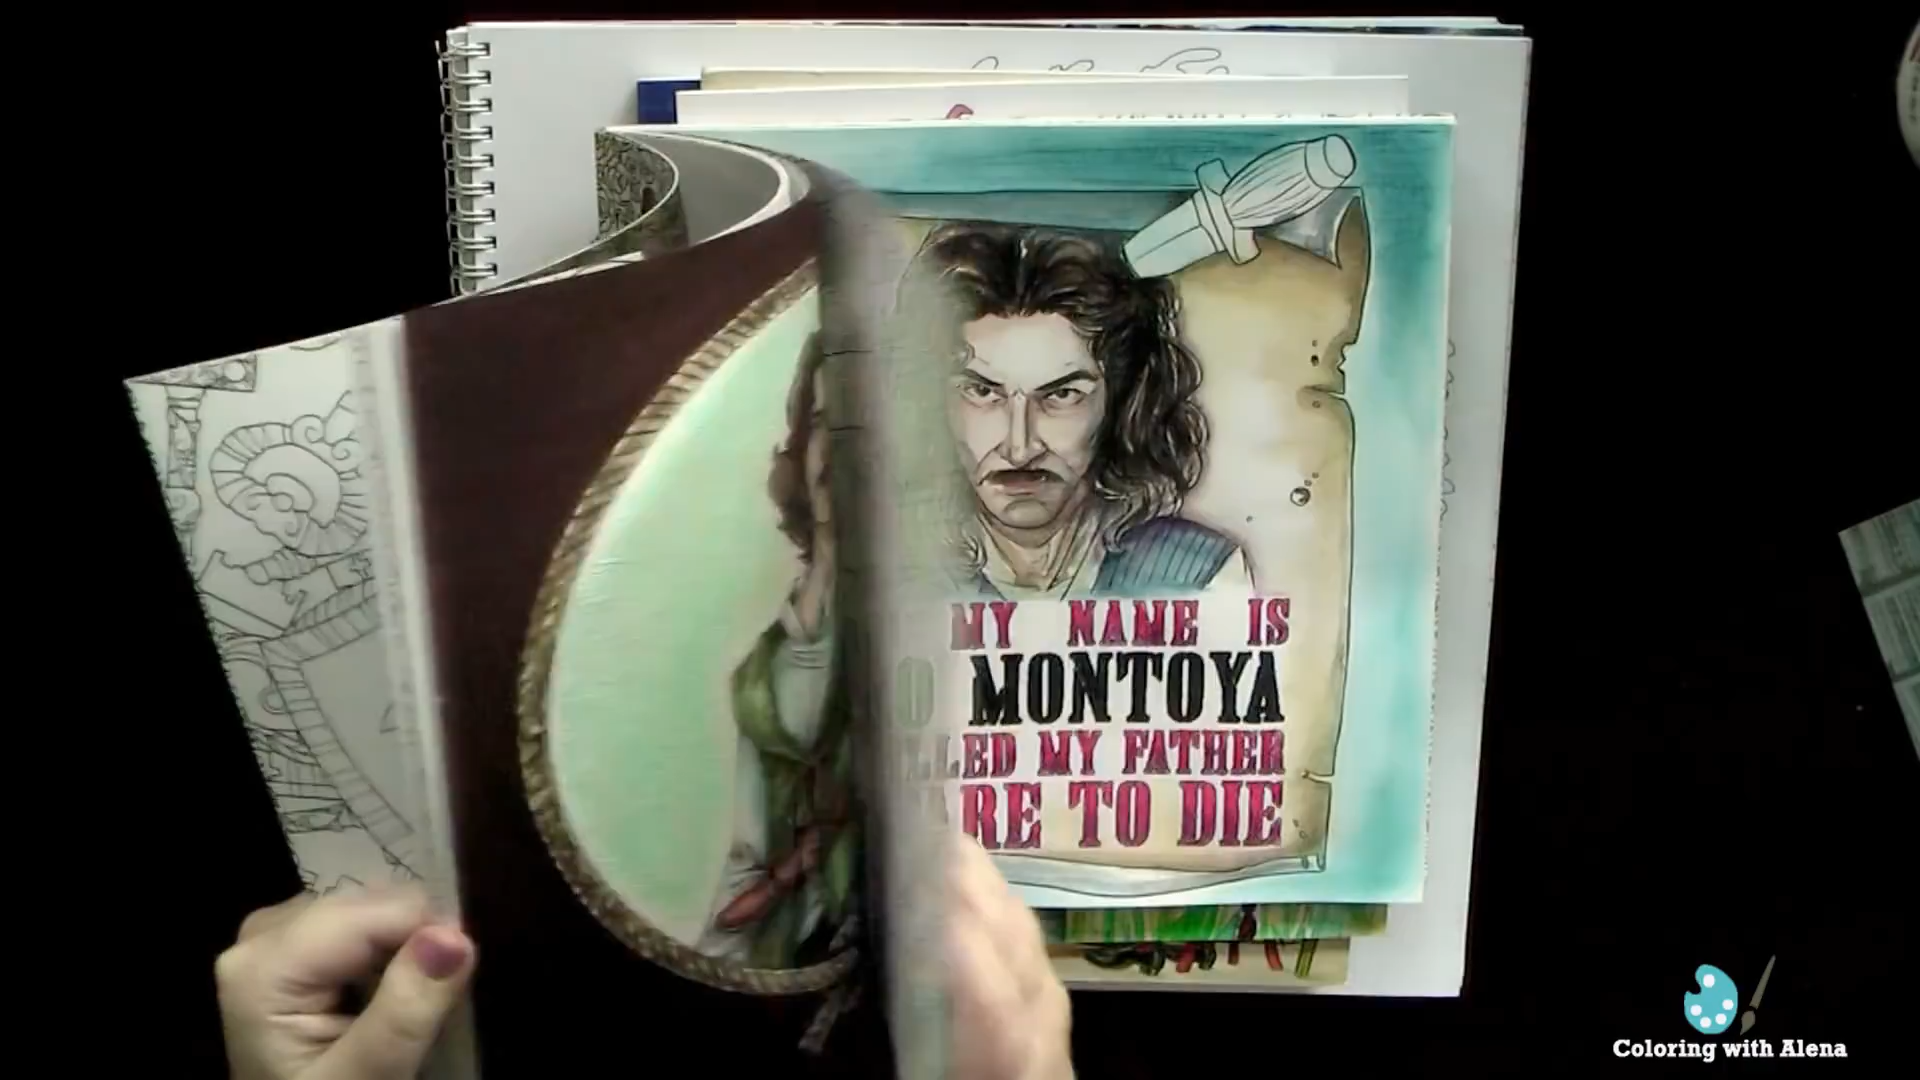 MY NAME IS
O MONTOYA
LLED MY FATHER
RE TO DIE
Coloring with Alena